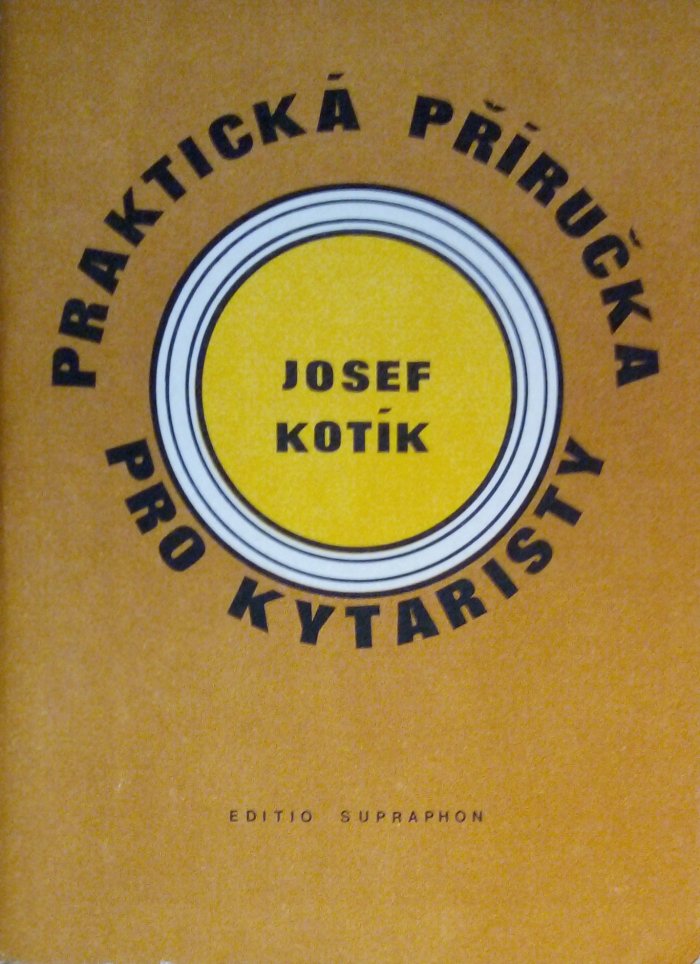 PRAKTICKÁ PŘÍRUČKA
JOSEF
KOTÍK
PRO KYTARISTY
EDITIO SUPRAPHON